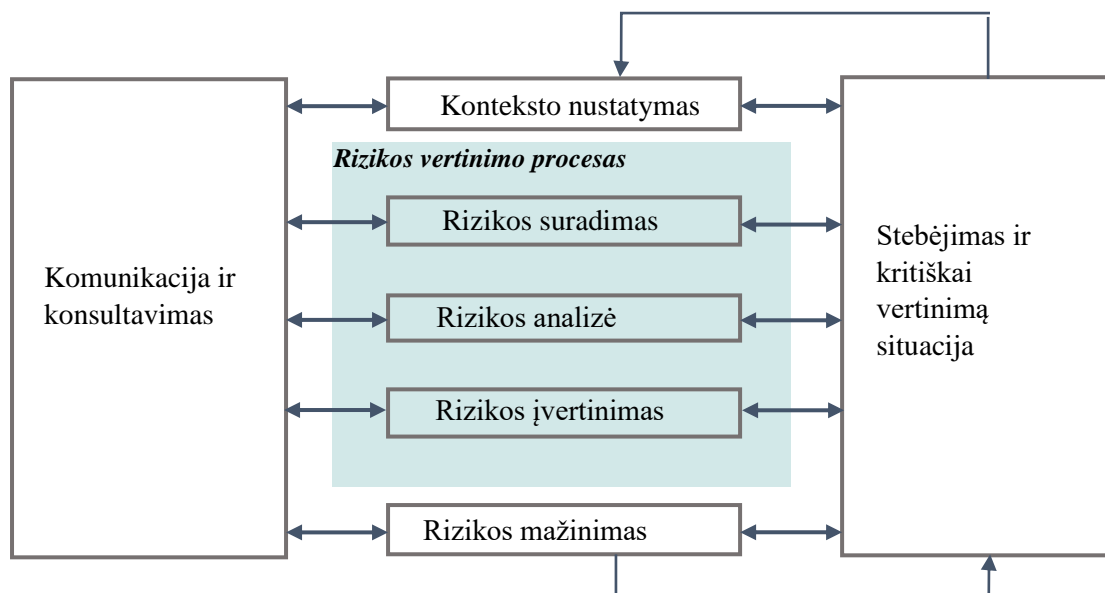 Konteksto nustatymas
Rizikos vertinimo procesas
Rizikos suradimas
Komunikacija ir
konsultavimas
Rizikos analizė
Rizikos įvertinimas
Rizikos mažinimas
Stebėjimas ir
kritiškai
vertinimą
situacija